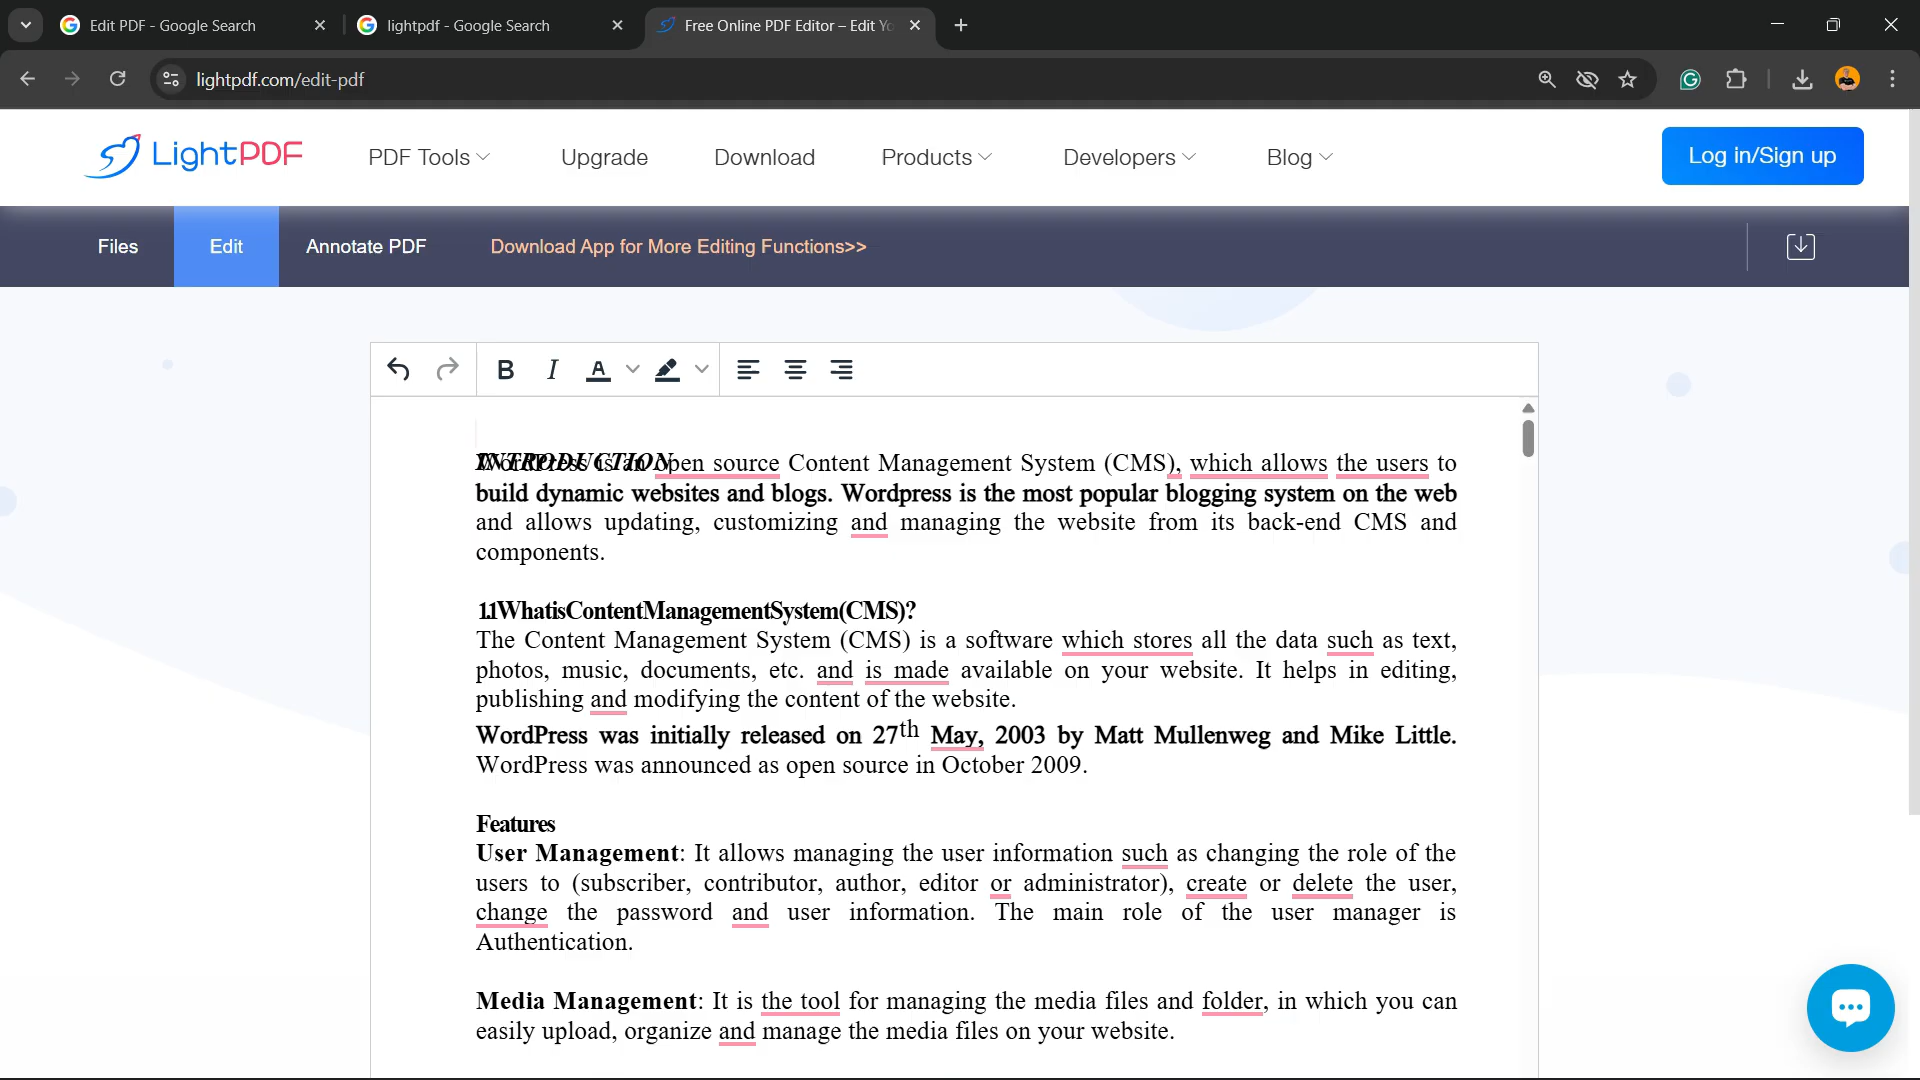 Edit PDF - Google Search
lightpdf - Google Search
Free Online PDF Editor – Edit Yo
lightpdf.com/edit-pdf
LightPDF
PDF Tools
Upgrade
Download
Products
Developers
Blog
Log in/Sign up
Files
Edit
Annotate PDF
Download App for More Editing Functions>>
B
I
A
INTRODUCTION
WordPress is an open source Content Management System (CMS), which allows the users to
build dynamic websites and blogs. Wordpress is the most popular blogging system on the web
and allows updating, customizing and managing the website from its back-end CMS and
components.
1.1WhatisContentManagementSystem(CMS)?
The Content Management System (CMS) is a software which stores all the data such as text,
photos, music, documents, etc. and is made available on your website. It helps in editing,
publishing and modifying the content of the website.
WordPress was initially released on 27th May, 2003 by Matt Mullenweg and Mike Little.
WordPress was announced as open source in October 2009.
Features
User Management: It allows managing the user information such as changing the role of the
users to (subscriber, contributor, author, editor or administrator), create or delete the user,
change the password and user information. The main role of the user manager is
Authentication.
Media Management: It is the tool for managing the media files and folder, in which you can
easily upload, organize and manage the media files on your website.